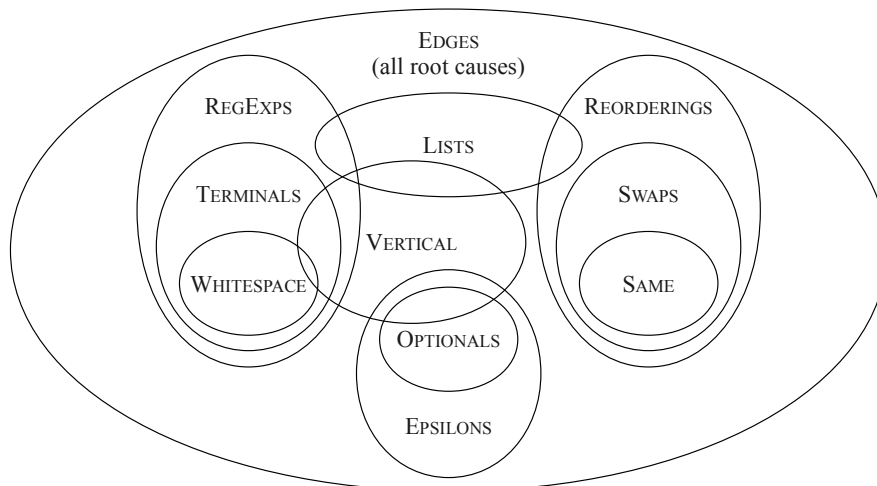 EDGES
(all root causes)
REGEXPS
REORDERINGS
LISTS
TERMINALS
SWAPS
VERTICAL
WHITESPACE
SAME
OPTIONALS
EPSILONS